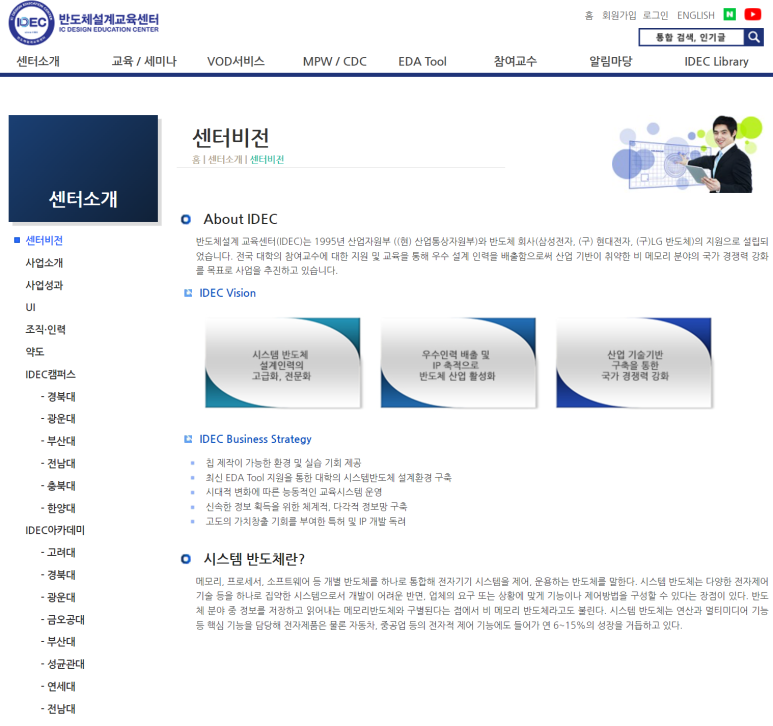 IDEC
반도체설계교육센터
IC DESIGN EDUCATION CENTER
홈 회원가입 로그인 ENGLISH
통합 검색, 인기글
센터소개 교육 / 세미나 VOD서비스 MPW / CDC EDA Tool 참여교수 알림마당 IDEC Library
센터소개
센터비전
사업소개
사업성과
UI
조직·인력
약도
IDEC캠퍼스
- 경북대
- 광운대
- 부산대
- 전남대
- 충북대
- 한양대
IDEC아카데미
- 고려대
- 경북대
- 광운대
- 금오공대
- 부산대
- 성균관대
- 연세대
- 전남대
센터비전
홈 | 센터소개 | 센터비전
About IDEC
반도체설계 교육센터(IDEC)는 1995년 산업자원부 ((현) 산업통상자원부)와 반도체 회사(삼성전자, (구) 현대전자, (구)LG 반도체)의 지원으로 설립되
었습니다. 전국 대학의 참여교수에 대한 지원 및 교육을 통해 우수 설계 인력을 배출함으로써 산업 기반이 취약한 비 메모리 분야의 국가 경쟁력 강화
를 목표로 사업을 추진하고 있습니다.
IDEC Vision
시스템 반도체
설계인력의
고급화, 전문화
우수인력 배출 및
IP 축적으로
반도체 산업 활성화
산업 기술기반
구축을 통한
국가 경쟁력 강화
IDEC Business Strategy
칩 제작이 가능한 환경 및 실습 기회 제공
최신 EDA Tool 지원을 통한 대학의 시스템반도체 설계환경 구축
시대적 변화에 따른 능동적인 교육시스템 운영
신속한 정보 획득을 위한 체계적, 다각적 정보망 구축
고도의 가치창출 기회를 부여한 특허 및 IP 개발 독려
시스템 반도체란?
메모리, 프로세서, 소프트웨어 등 개별 반도체를 하나로 통합해 전자기기 시스템을 제어, 운용하는 반도체를 말한다. 시스템 반도체는 다양한 전자제어
기술 등을 하나로 집약한 시스템으로서 개발이 어려운 반면, 업체의 요구 또는 상황에 맞게 기능이나 제어방법을 구성할 수 있다는 장점이 있다. 반도
체 분야 중 정보를 저장하고 읽어내는 메모리반도체와 구별된다는 점에서 비 메모리 반도체라고도 불린다. 시스템 반도체는 연산과 멀티미디어 기능
등 핵심 기능을 담당해 전자제품은 물론 자동차, 중공업 등의 전자적 제어 기능에도 들어가 연 6~15%의 성장을 거듭하고 있다.